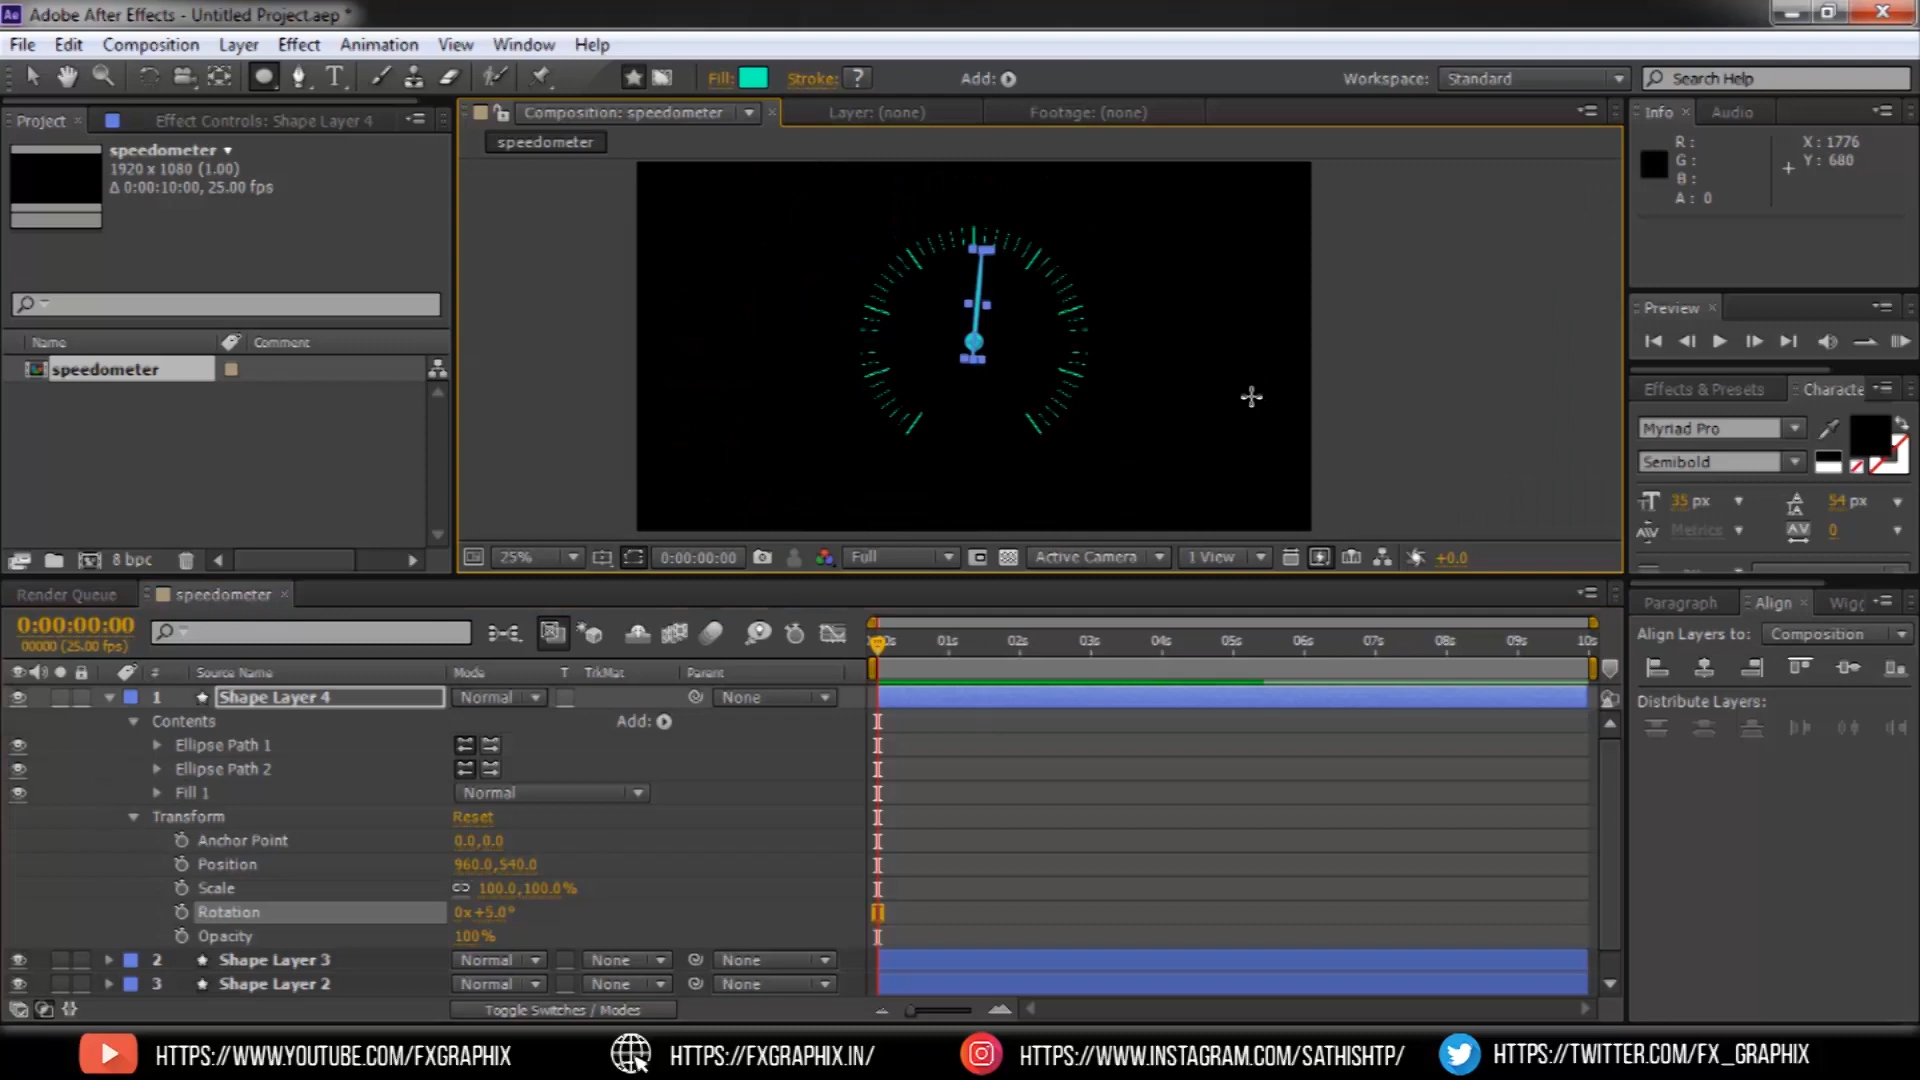 Adobe After Effects - Untitled Project.aep *
File Edit Composition Layer Effect Animation View Window Help
Fill: Stroke: ? Add: Workspace: Standard Search Help
Project Effect Controls: Shape Layer 4
Composition: speedometer Layer: (none) Footage: (none)
Info Audio
speedometer
1920 x 1080 (1.00)
Δ 0:00:10:00, 25.00 fps
speedometer
R :
G :
B :
A : 0
X : 1776
Y : 680
Preview
Name Comment
speedometer
Effects & Presets Characte
Myriad Pro
Semibold
35 px 54 px
Metrics 0
8 bpc
25% 0:00:00:00 Full Active Camera 1 View +0.0
Render Queue speedometer
Paragraph Align Wigg
0:00:00:00
00000 (25.00 fps)
01s 02s 03s 04s 05s 06s 07s 08s 09s 10s
Align Layers to: Composition
# Source Name Mode T TrkMat Parent
1 Shape Layer 4 Normal None
Distribute Layers:
Contents Add:
Ellipse Path 1
Ellipse Path 2
Fill 1 Normal
Transform Reset
Anchor Point 0.0,0.0
Position 960.0,540.0
Scale 100.0,100.0%
Rotation 0x+5.0°
Opacity 100%
2 Shape Layer 3 Normal None None
3 Shape Layer 2 Normal None None
Toggle Switches / Modes
HTTPS://WWW.YOUTUBE.COM/FXGRAPHIX HTTPS://FXGRAPHIX.IN/ HTTPS://WWW.INSTAGRAM.COM/SATHISHTP/ HTTPS://TWITTER.COM/FX_GRAPHIX